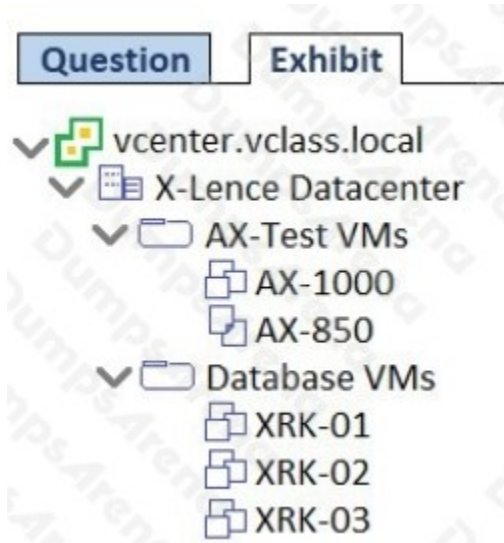 Question Exhibit
vcenter.vclass.local
X-Lence Datacenter
AX-Test VMs
AX-1000
AX-850
Database VMs
XRK-01
XRK-02
XRK-03
DumpsArena